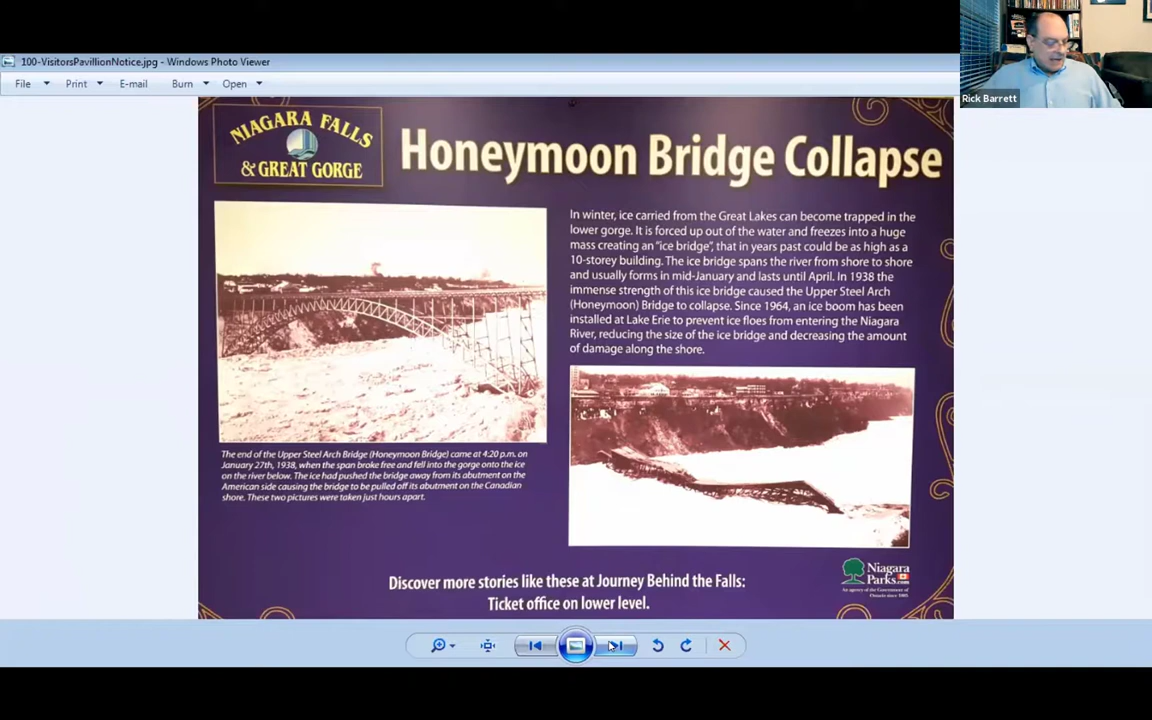 100-VisitorsPavillionNotice.jpg - Windows Photo Viewer
File Print E-mail Burn Open
Rick Barrett
NIAGARA FALLS
& GREAT GORGE
Honeymoon Bridge Collapse
In winter, ice carried from the Great Lakes can become trapped in the
lower gorge. It is forced up out of the water and freezes into a huge
mass creating an "ice bridge", that in years past could be as high as a
10-storey building. The ice bridge spans the river from shore to shore
and usually forms in mid-January and lasts until April. In 1938 the
immense strength of this ice bridge caused the Upper Steel Arch
(Honeymoon) Bridge to collapse. Since 1964, an ice boom has been
installed at Lake Erie to prevent ice floes from entering the Niagara
River, reducing the size of the ice bridge and decreasing the amount
of damage along the shore.
The end of the Upper Steel Arch Bridge (Honeymoon Bridge) came at 4:20 p.m. on
January 27th, 1938, when the span broke free and fell into the gorge onto the ice
on the river below. The ice had pushed the bridge away from its abutment on the
American side causing the bridge to be pulled off its abutment on the Canadian
shore. These two pictures were taken just hours apart.
Discover more stories like these at Journey Behind the Falls:
Ticket office on lower level.
Niagara
Parks.com
An agency of the Government of
Ontario since 1885